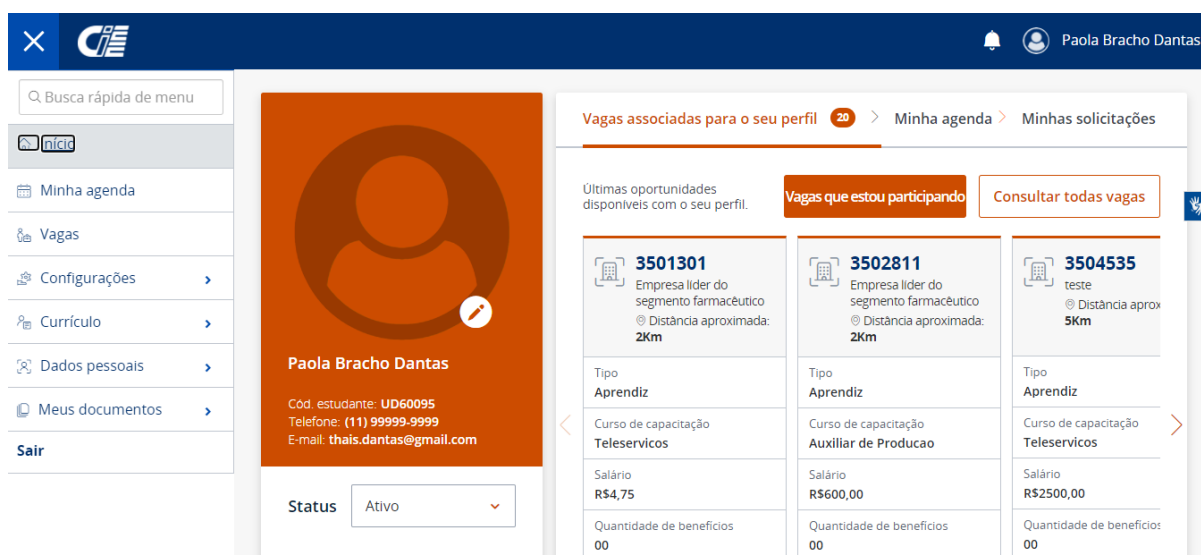 CIEE
Paola Bracho Dantas
Busca rápida de menu
Início
Minha agenda
Vagas
Configurações
Currículo
Dados pessoais
Meus documentos
Sair
Paola Bracho Dantas
Cód. estudante: UD60095
Telefone: (11) 99999-9999
E-mail: thais.dantas@gmail.com
Status
Ativo
Vagas associadas para o seu perfil 20
Minha agenda
Minhas solicitações
Últimas oportunidades
disponíveis com o seu perfil.
Vagas que estou participando
Consultar todas vagas
3501301
Empresa líder do
segmento farmacêutico
Distância aproximada:
2Km
Tipo
Aprendiz
Curso de capacitação
Teleservicos
Salário
R$4,75
Quantidade de benefícios
00
3502811
Empresa líder do
segmento farmacêutico
Distância aproximada:
2Km
Tipo
Aprendiz
Curso de capacitação
Auxiliar de Producao
Salário
R$600,00
Quantidade de benefícios
00
3504535
teste
Distância aprox
5Km
Tipo
Aprendiz
Curso de capacitação
Teleservicos
Salário
R$2500,00
Quantidade de benefícios
00